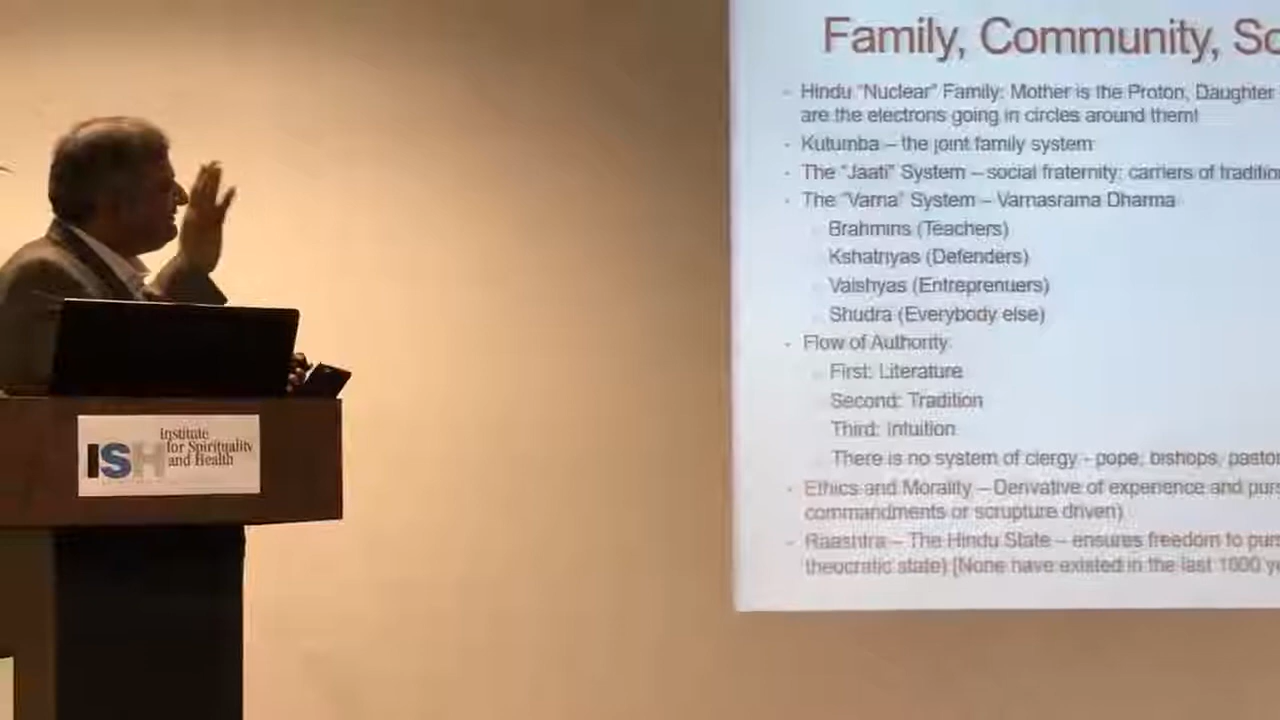 Family, Community, So
- Hindu "Nuclear" Family: Mother is the Proton, Daughter
are the electrons going in circles around them!
- Kutumba – the joint family system
- The "Jaati" System – social fraternity; carriers of tradition
- The "Varna" System – Varnasrama Dharma
Brahmins (Teachers)
Kshatriyas (Defenders)
Vaishyas (Entreprenuers)
Shudra (Everybody else)
- Flow of Authority
First: Literature
Second: Tradition
Third: Intuition
There is no system of clergy - pope, bishops, pastor
- Ethics and Morality – Derivative of experience and purs
commandments or scrupture driven)
- Raashtra – The Hindu State – ensures freedom to purs
theocratic state) [None have existed in the last 1000 ye
ISH
Institute
for Spirituality
and Health